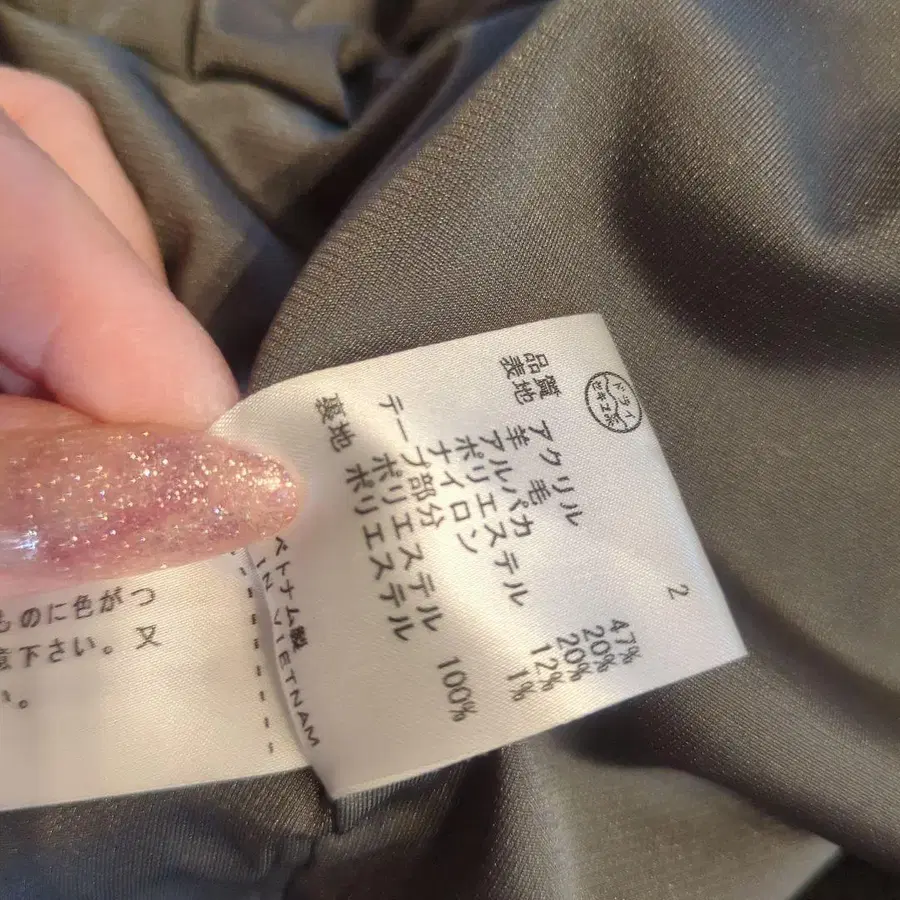 ドライ
セキユ系
2
品質
表地 アクリル 47%
羊毛 20%
アルパカ 20%
ポリエステル 12%
ナイロン 1%
テープ部分
ポリエステル
裏地 ポリエステル 100%
トナム製
IN VIETNAM
ものに色がつ
意下さい。又
い。